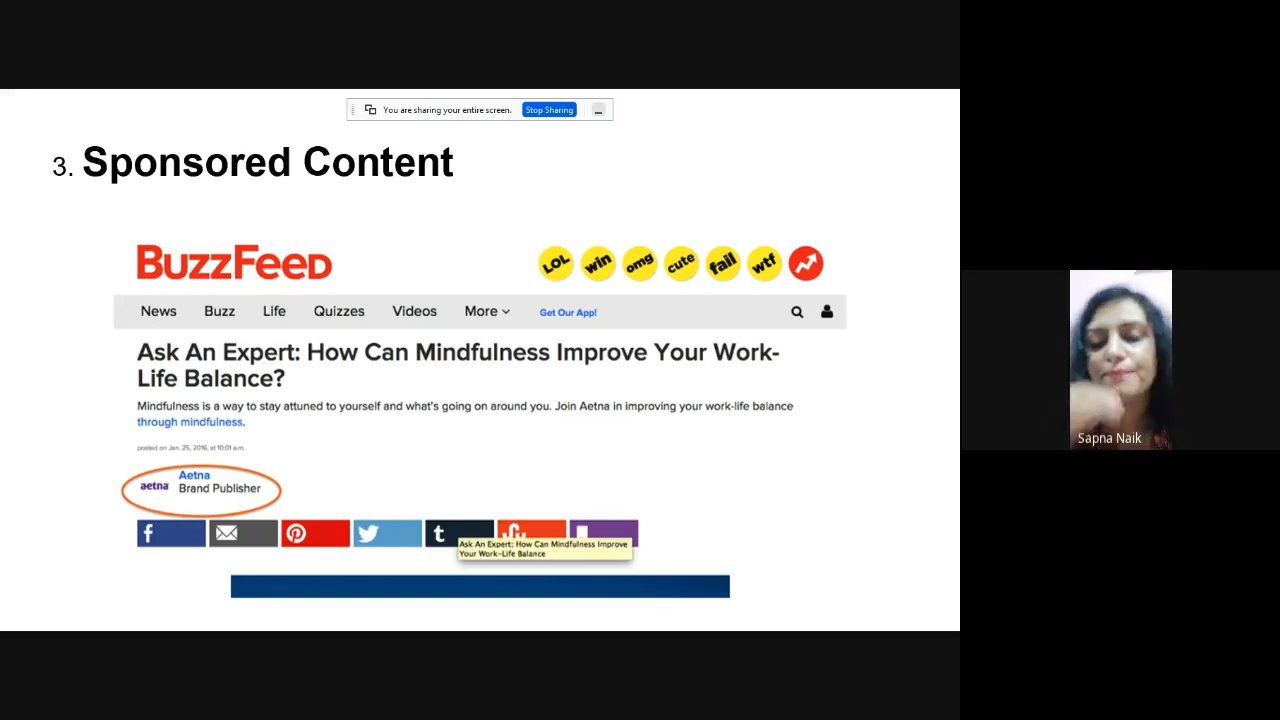 You are sharing your entire screen. Stop Sharing
3. Sponsored Content
BuzzFeed
LOL win omg cute fail wtf
News Buzz Life Quizzes Videos More Get Our App!
Ask An Expert: How Can Mindfulness Improve Your Work-
Life Balance?
Mindfulness is a way to stay attuned to yourself and what's going on around you. Join Aetna in improving your work-life balance
through mindfulness.
posted on Jan. 25, 2016, at 10:01 a.m.
Aetna
aetna Brand Publisher
Ask An Expert: How Can Mindfulness Improve
Your Work-Life Balance
Sapna Naik